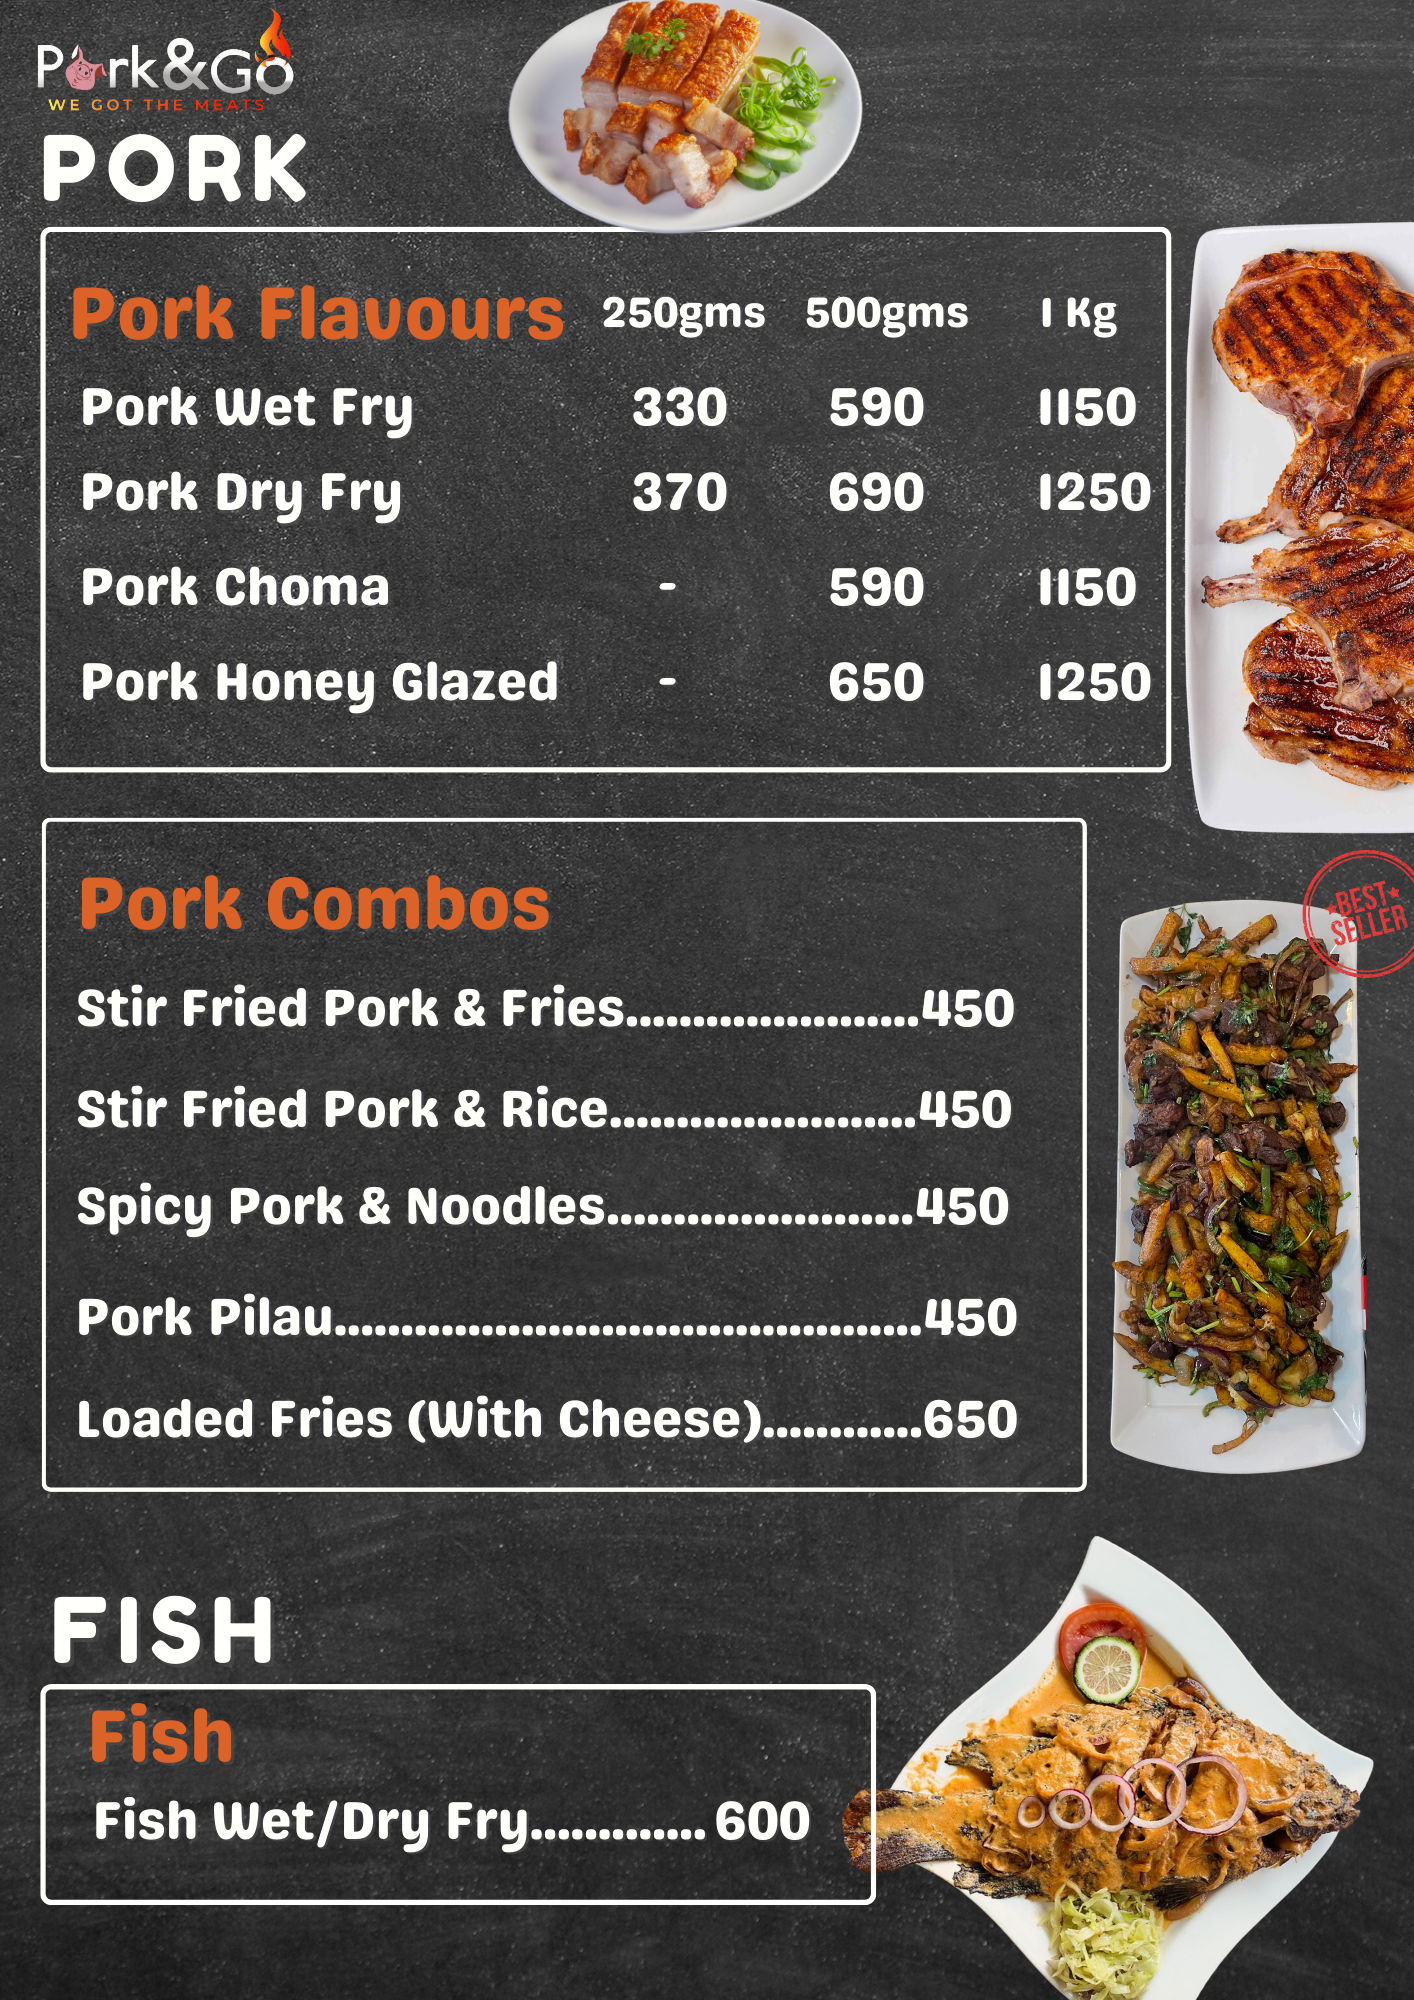 Pork&Go
WE GOT THE MEATS
PORK
Pork Flavours 250gms 500gms 1 Kg
Pork Wet Fry 330 590 1150
Pork Dry Fry 370 690 1250
Pork Choma - 590 1150
Pork Honey Glazed - 650 1250
Pork Combos
BEST
SELLER
Stir Fried Pork & Fries......................450
Stir Fried Pork & Rice.......................450
Spicy Pork & Noodles.......................450
Pork Pilau............................................450
Loaded Fries (With Cheese)............650
FISH
Fish
Fish Wet/Dry Fry............. 600